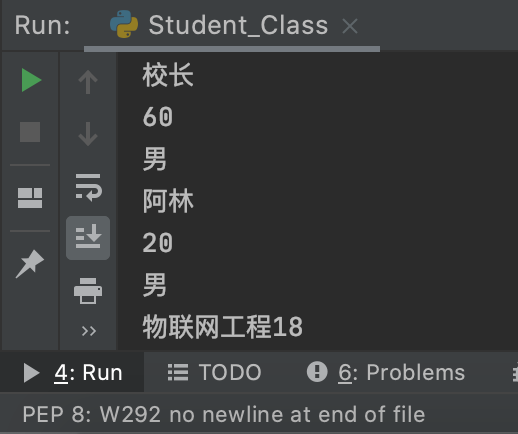 Run: Student_Class
校长
60
男
阿林
20
男
物联网工程18
4: Run TODO 6: Problems
PEP 8: W292 no newline at end of file